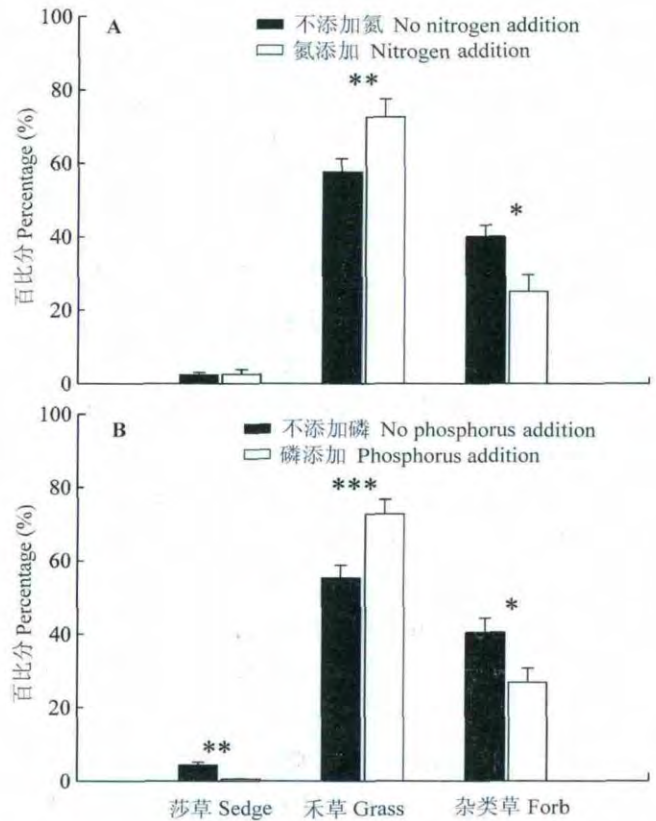 A
■ 不添加氮 No nitrogen addition
□ 氮添加 Nitrogen addition
百比分 Percentage (%)
100
80
60
40
20
0
**
*
B
■ 不添加磷 No phosphorus addition
□ 磷添加 Phosphorus addition
百比分 Percentage (%)
100
80
60
40
20
0
**
***
*
莎草 Sedge 禾草 Grass 杂类草 Forb